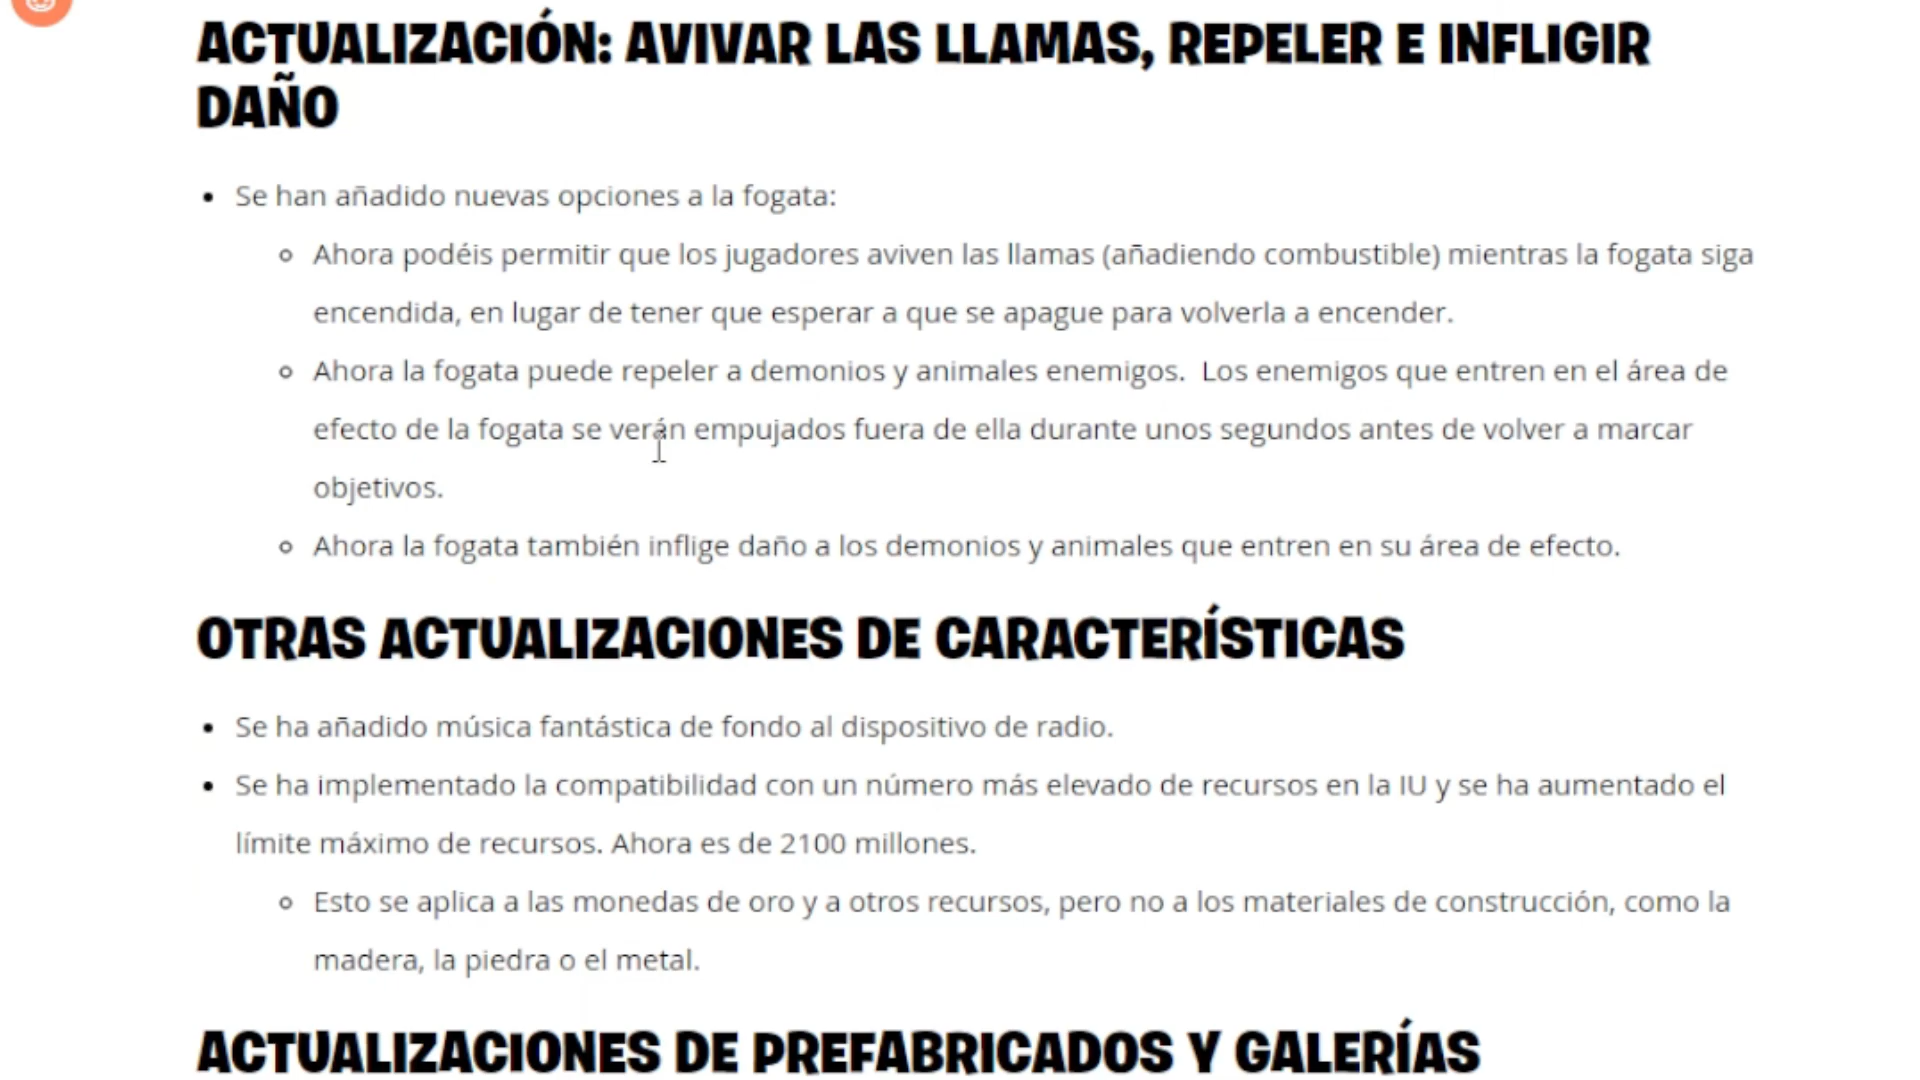 ACTUALIZACIÓN: AVIVAR LAS LLAMAS, REPELER E INFLIGIR
DAÑO
Se han añadido nuevas opciones a la fogata:
Ahora podéis permitir que los jugadores aviven las llamas (añadiendo combustible) mientras la fogata siga
encendida, en lugar de tener que esperar a que se apague para volverla a encender.
Ahora la fogata puede repeler a demonios y animales enemigos. Los enemigos que entren en el área de
efecto de la fogata se verán empujados fuera de ella durante unos segundos antes de volver a marcar
objetivos.
Ahora la fogata también inflige daño a los demonios y animales que entren en su área de efecto.
OTRAS ACTUALIZACIONES DE CARACTERÍSTICAS
Se ha añadido música fantástica de fondo al dispositivo de radio.
Se ha implementado la compatibilidad con un número más elevado de recursos en la IU y se ha aumentado el
límite máximo de recursos. Ahora es de 2100 millones.
Esto se aplica a las monedas de oro y a otros recursos, pero no a los materiales de construcción, como la
madera, la piedra o el metal.
ACTUALIZACIONES DE PREFABRICADOS Y GALERÍAS